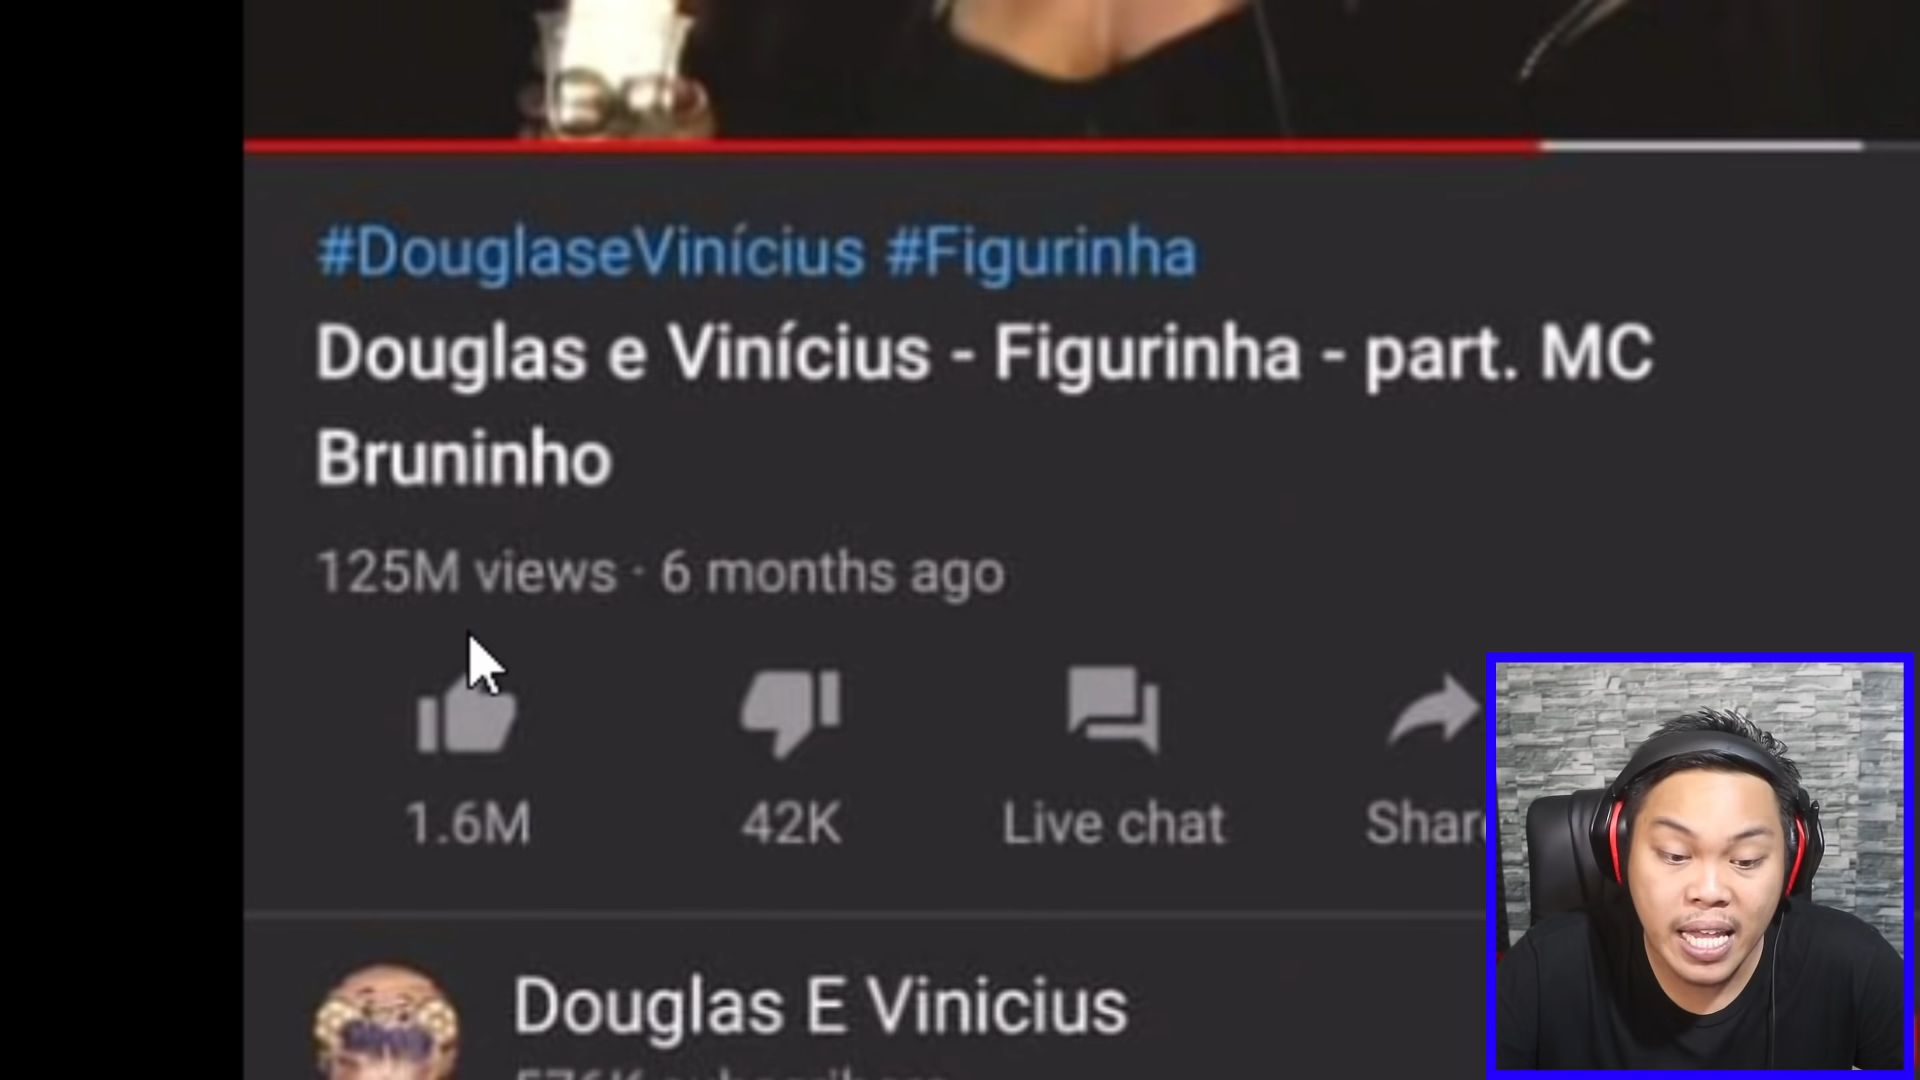 #DouglaseVinícius #Figurinha
Douglas e Vinícius - Figurinha - part. MC
Bruninho
125M views · 6 months ago
1.6M 42K Live chat
Douglas E Vinicius